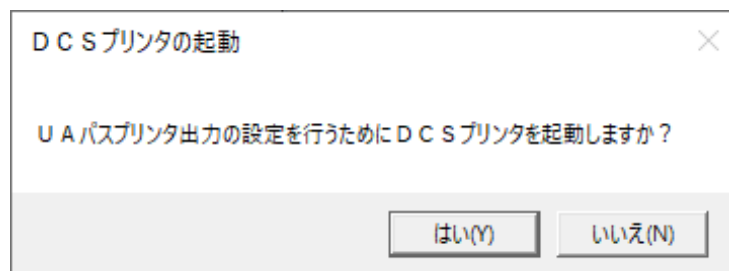 ＤＣＳプリンタの起動
ＵＡパスプリンタ出力の設定を行うためにＤＣＳプリンタを起動しますか？
はい(Y)
いいえ(N)